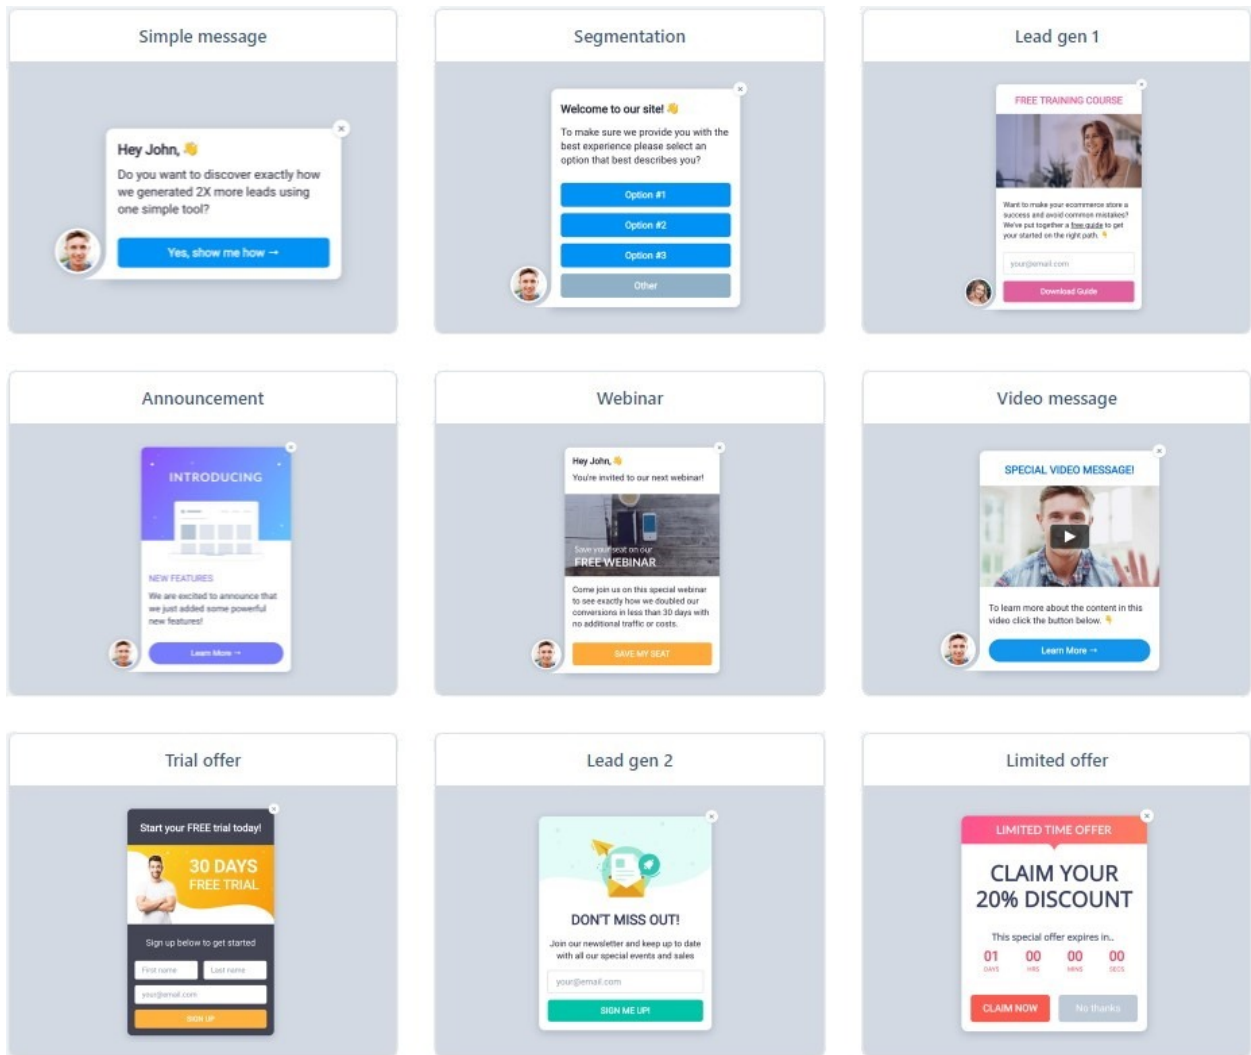 Simple message
Hey John, 👋
Do you want to discover exactly how
we generated 2X more leads using
one simple tool?
Yes, show me how →
Segmentation
Welcome to our site! 👋
To make sure we provide you with the
best experience please select an
option that best describes you?
Option #1
Option #2
Option #3
Other
Lead gen 1
FREE TRAINING COURSE
Want to make your ecommerce store a
success and avoid common mistakes?
We've put together a free guide to get
your started on the right path. 👇
your@email.com
Download Guide
Announcement
INTRODUCING
NEW FEATURES
We are excited to announce that
we just added some powerful
new features!
Learn More →
Webinar
Hey John, 👋
You're invited to our next webinar!
Save your seat on our
FREE WEBINAR
Come join us on this special webinar
to see exactly how we doubled our
conversions in less than 30 days with
no additional traffic or costs.
SAVE MY SEAT
Video message
SPECIAL VIDEO MESSAGE!
To learn more about the content in this
video click the button below. 👇
Learn More →
Trial offer
Start your FREE trial today!
30 DAYS
FREE TRIAL
Sign up below to get started
First name
Last name
your@email.com
SIGN UP
Lead gen 2
DON'T MISS OUT!
Join our newsletter and keep up to date
with all our special events and sales
your@email.com
SIGN ME UP!
Limited offer
LIMITED TIME OFFER
CLAIM YOUR
20% DISCOUNT
This special offer expires in..
01 00 00 00
DAYS HRS MINS SECS
CLAIM NOW
No thanks